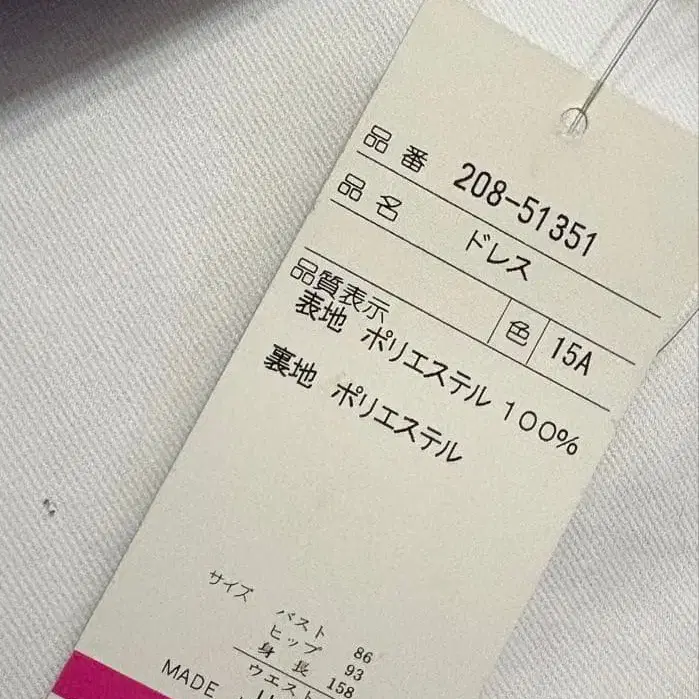 品番 208-51351
品名 ドレス
品質表示 色 15A
表地 ポリエステル 100%
裏地 ポリエステル
サイズ
バスト 86
ヒップ 93
身長 158
ウエスト
MADE